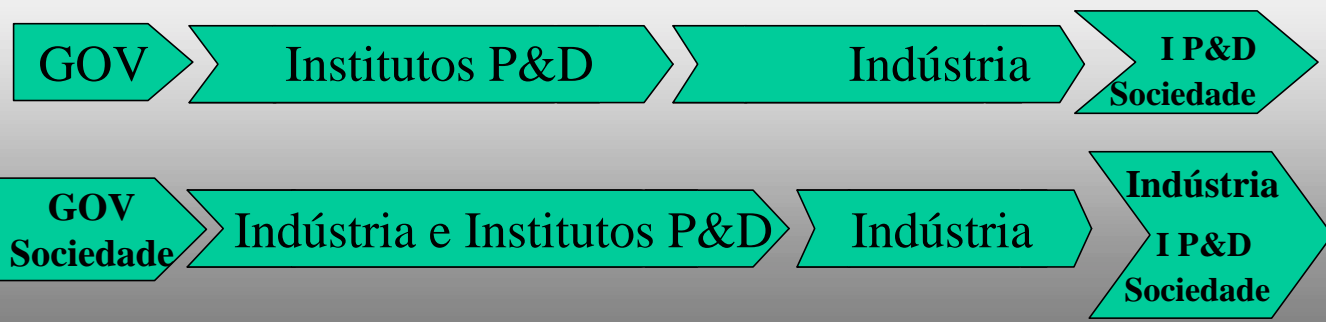 GOV
Institutos P&D
Indústria
I P&D
Sociedade
GOV
Sociedade
Indústria e Institutos P&D
Indústria
Indústria
I P&D
Sociedade